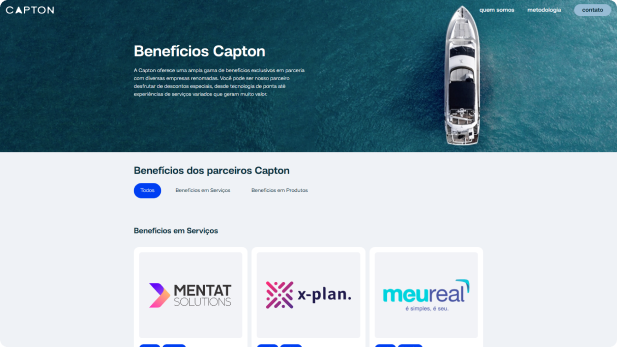 CAPTON
quem somos
metodologia
contato
Benefícios Capton
A Capton oferece uma ampla gama de benefícios exclusivos em parceria
com diversas empresas renomadas. Você pode ser nosso parceiro
desfrutar de descontos especiais, desde tecnologia de ponta até
experiências de serviços variados que geram muito valor.
Benefícios dos parceiros Capton
Todos
Benefícios em Serviços
Benefícios em Produtos
Benefícios em Serviços
MENTAT
SOLUTIONS
x-plan.
meureal
é simples, é seu.